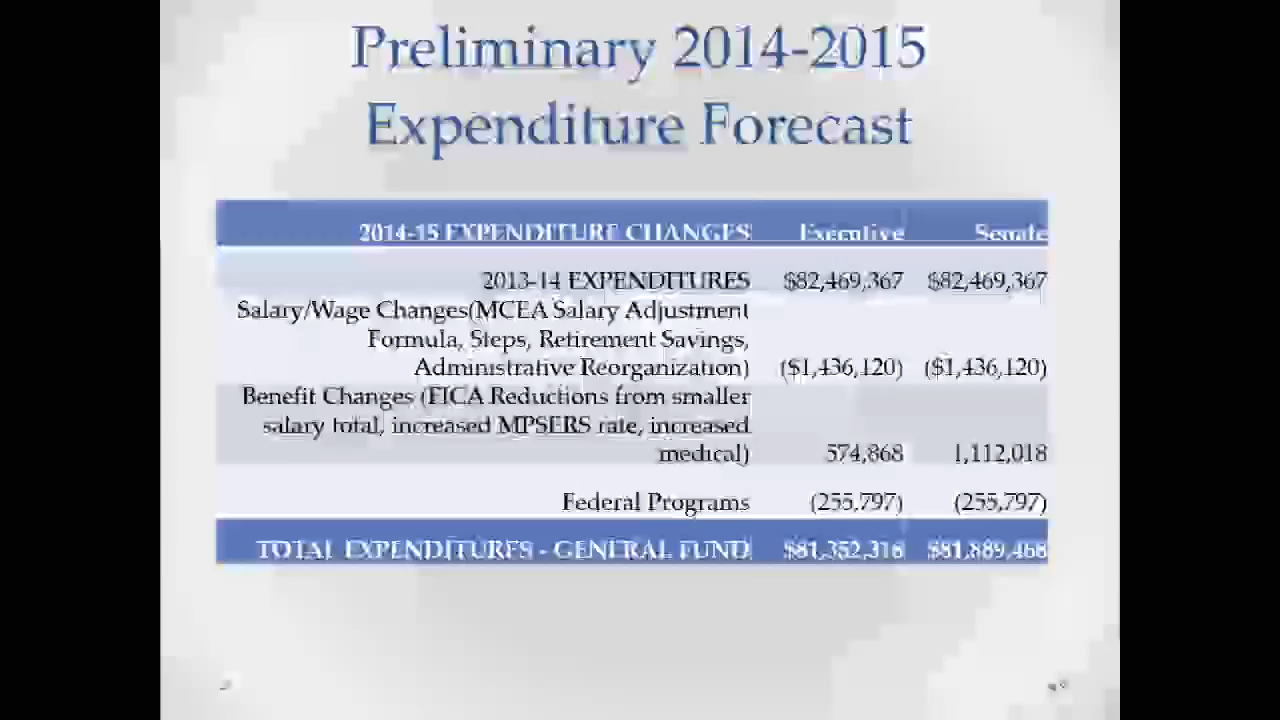 Preliminary 2014-2015
Expenditure Forecast
2014-15 EXPENDITURE CHANGES Executive Senate
2013-14 EXPENDITURES $82,469,367 $82,469,367
Salary/Wage Changes(MCEA Salary Adjustment
Formula, Steps, Retirement Savings,
Administrative Reorganization) ($1,436,120) ($1,436,120)
Benefit Changes (FICA Reductions from smaller
salary total, increased MPSERS rate, increased
medical) 574,868 1,112,018
Federal Programs (255,797) (255,797)
TOTAL EXPENDITURES - GENERAL FUND $81,352,318 $81,889,468